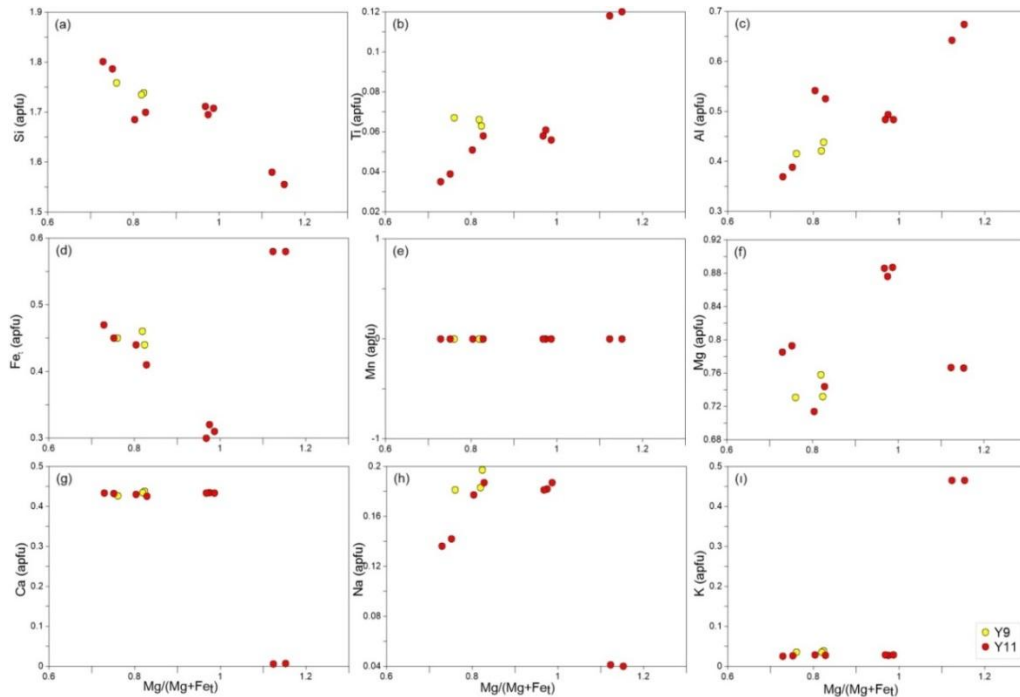 (a)
1.9
1.8
1.7
1.6
1.5
Si (apfu)
0.6 0.8 1 1.2
(b)
0.12
0.1
0.08
0.06
0.04
0.02
Ti (apfu)
0.6 0.8 1 1.2
(c)
0.8
0.7
0.6
0.5
0.4
0.3
Al (apfu)
0.6 0.8 1 1.2
(d)
0.6
0.5
0.4
0.3
Fet (apfu)
0.6 0.8 1 1.2
(e)
1
0
-1
Mn (apfu)
0.6 0.8 1 1.2
(f)
0.92
0.88
0.84
0.8
0.76
0.72
0.68
Mg (apfu)
0.6 0.8 1 1.2
(g)
0.5
0.4
0.3
0.2
0.1
0
Ca (apfu)
0.6 0.8 1 1.2
Mg/(Mg+Fet)
(h)
0.2
0.16
0.12
0.08
0.04
Na (apfu)
0.6 0.8 1 1.2
Mg/(Mg+Fet)
(ı)
0.5
0.4
0.3
0.2
0.1
0
K (apfu)
0.6 0.8 1 1.2
Mg/(Mg+Fet)
Y9
Y11